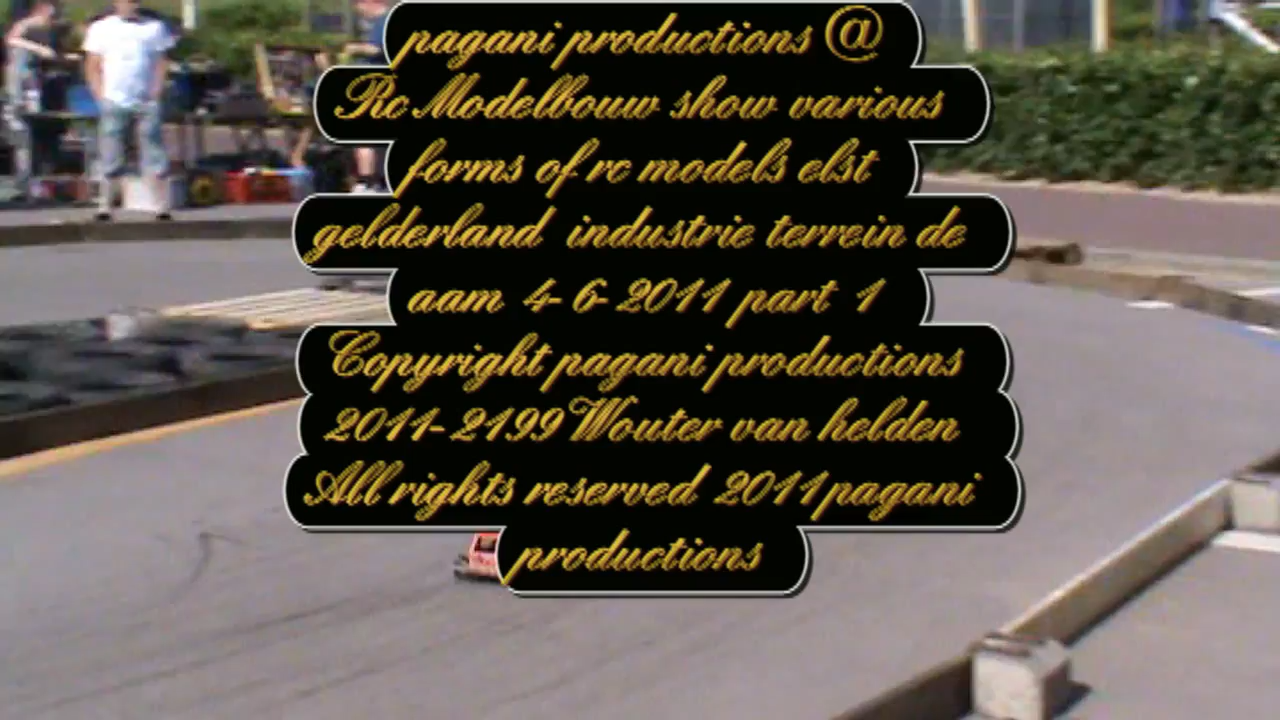 pagani productions @
Rc Modelbouw show various
forms of rc models elst
gelderland industrie terrein de
aam 4-6-2011 part 1
Copyright pagani productions
2011-2199 Wouter van helden
All rights reserved 2011 pagani
productions